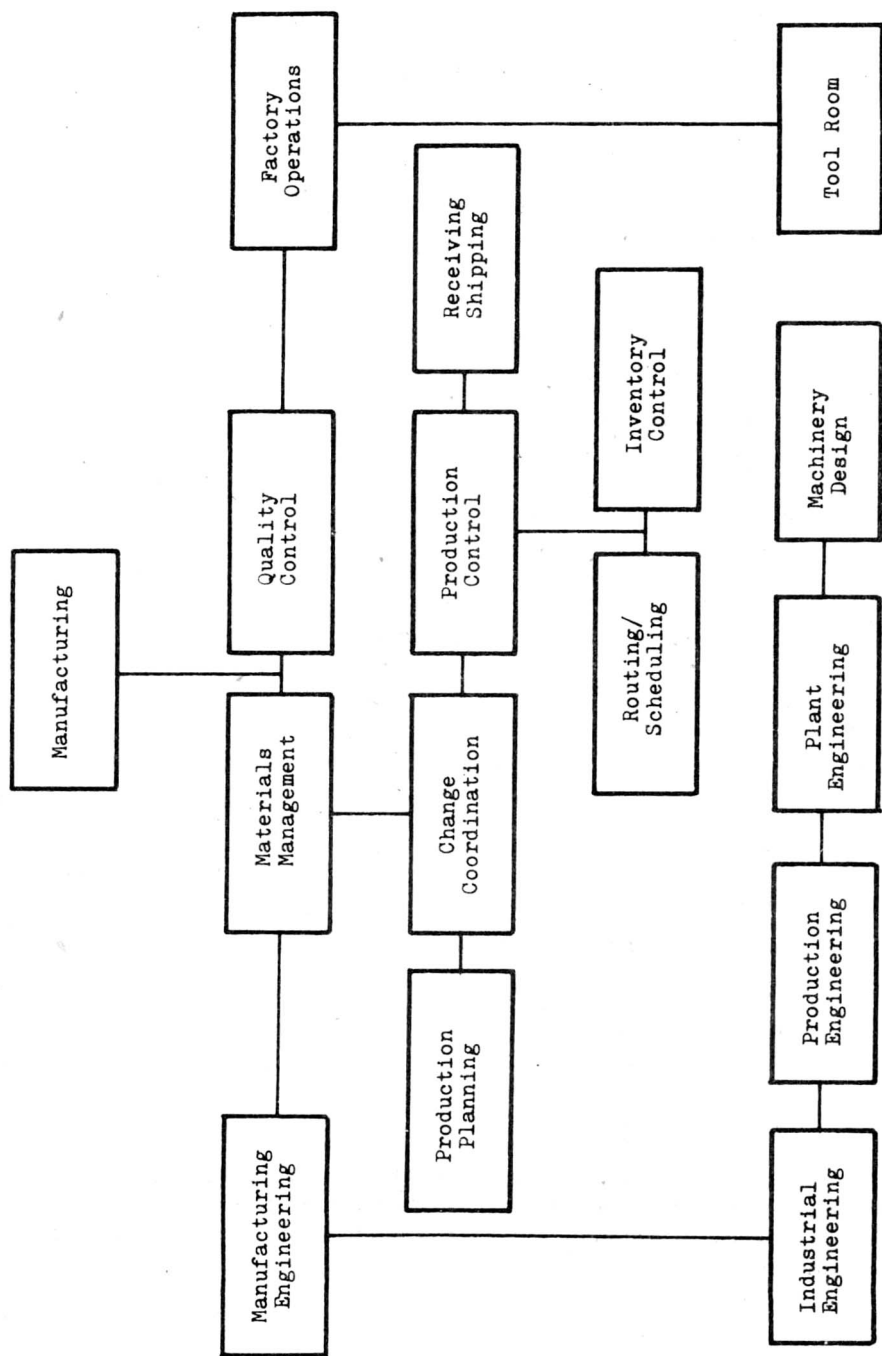 Manufacturing
Manufacturing
Engineering
Materials
Management
Quality
Control
Factory
Operations
Production
Planning
Change
Coordination
Production
Control
Receiving
Shipping
Routing/
Scheduling
Inventory
Control
Industrial
Engineering
Production
Engineering
Plant
Engineering
Machinery
Design
Tool Room